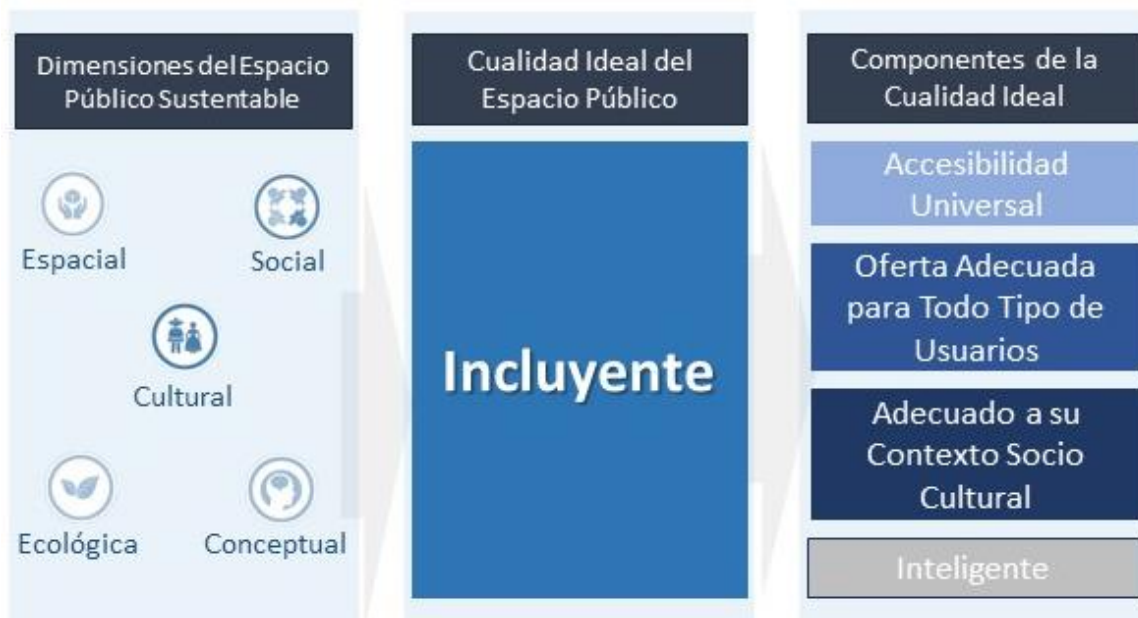 Dimensiones del Espacio
Público Sustentable
Espacial
Social
Cultural
Ecológica
Conceptual
Cualidad Ideal del
Espacio Público
Incluyente
Componentes de la
Cualidad Ideal
Accesibilidad
Universal
Oferta Adecuada
para Todo Tipo de
Usuarios
Adecuado a su
Contexto Socio
Cultural
Inteligente